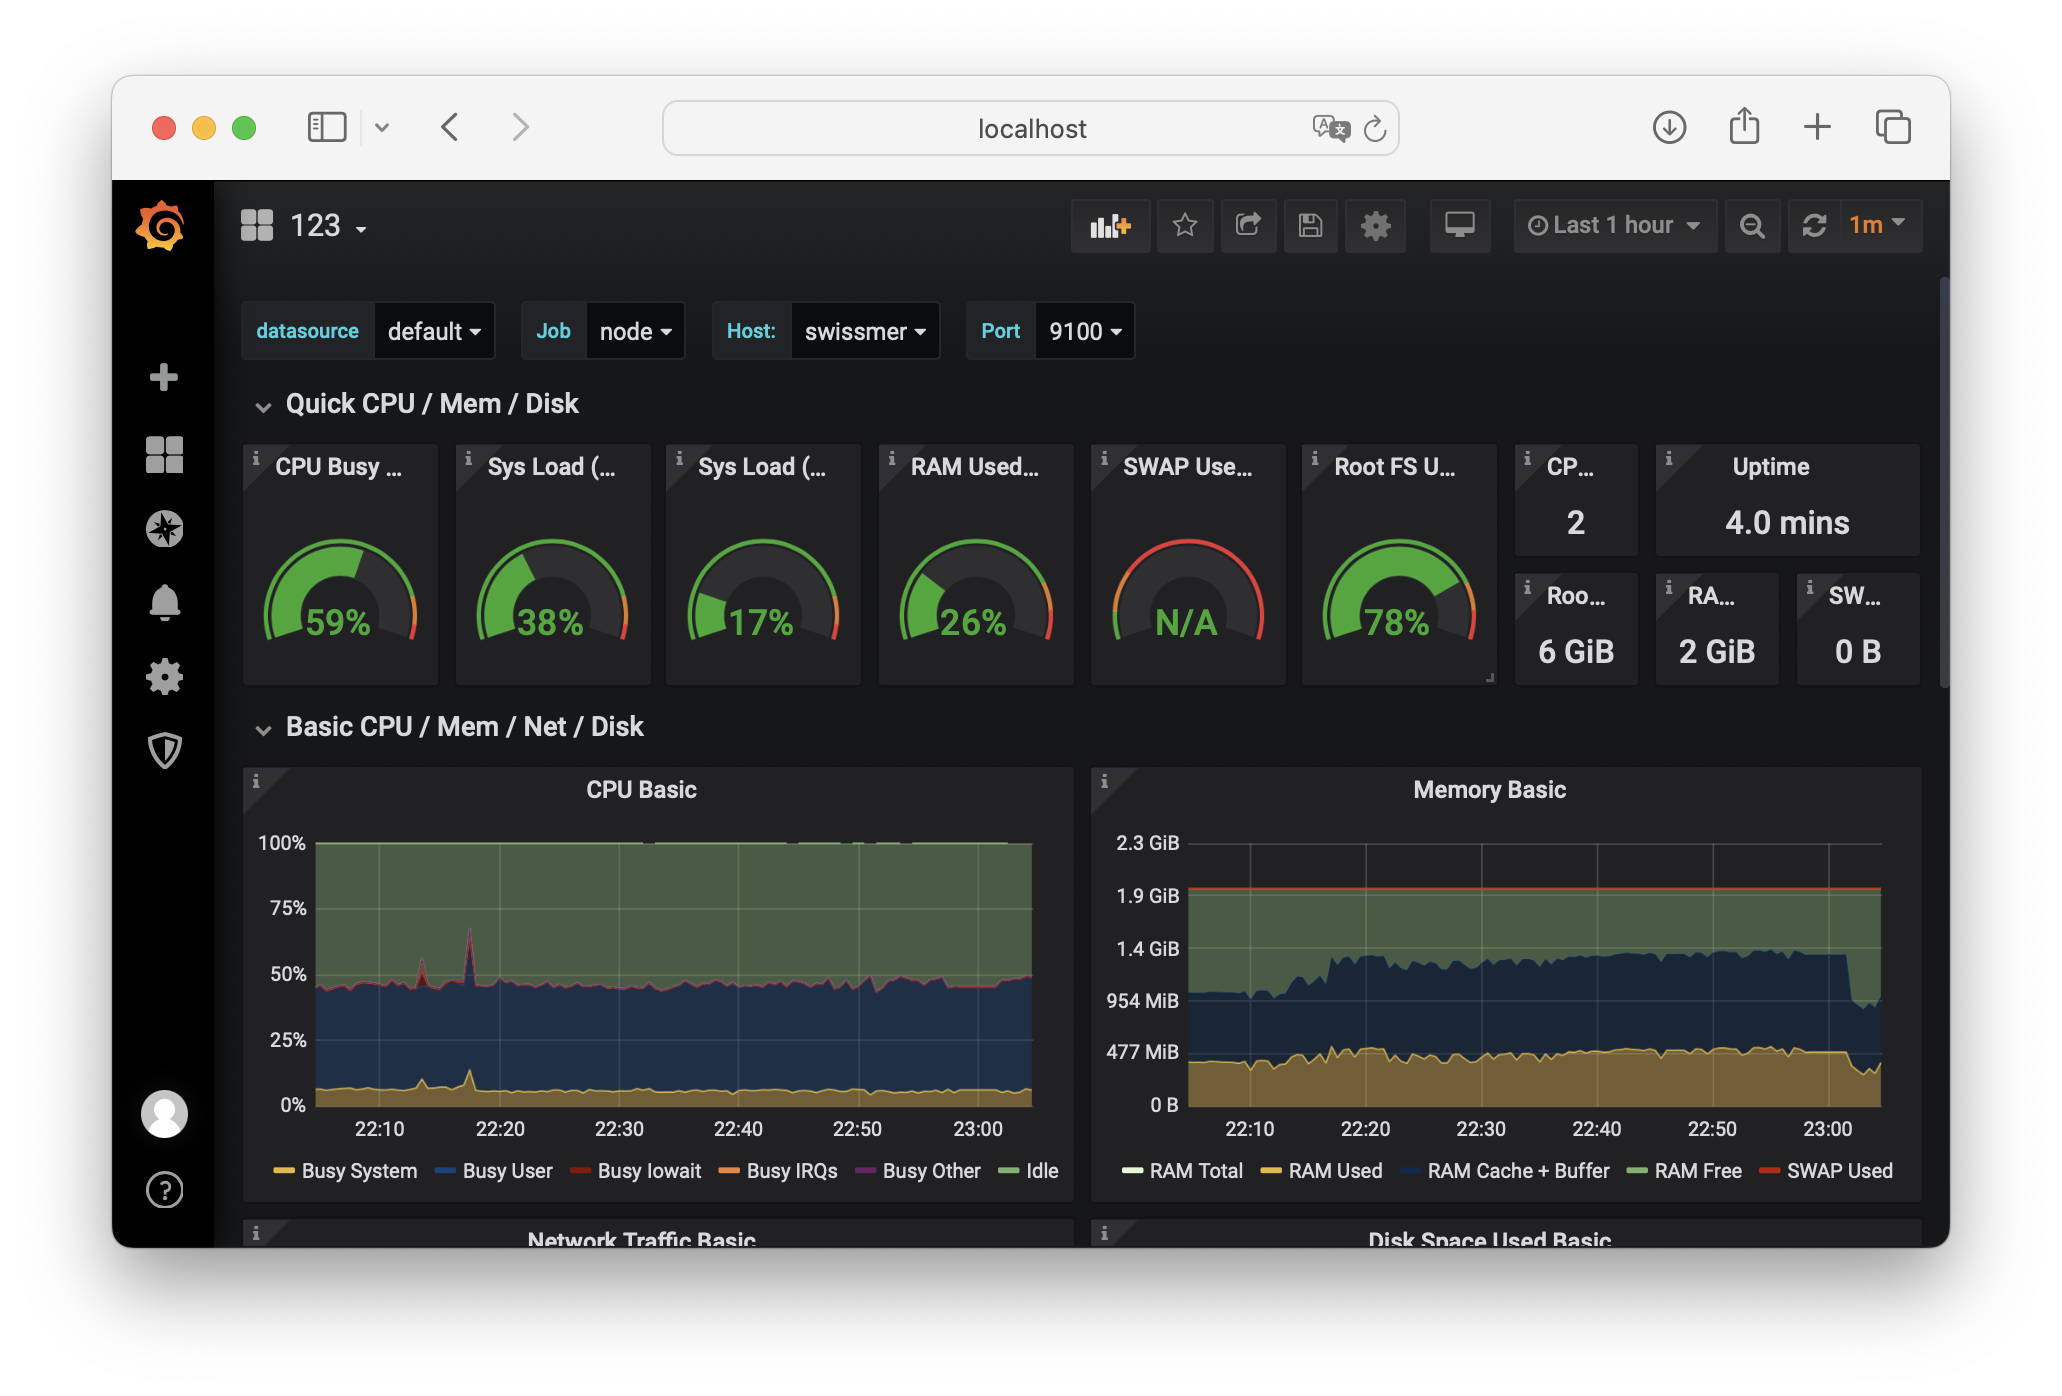 localhost
123
Last 1 hour
1m
datasource default
Job node
Host: swissmer
Port 9100
Quick CPU / Mem / Disk
CPU Busy ...
59%
Sys Load (...
38%
Sys Load (...
17%
RAM Used...
26%
SWAP Use...
N/A
Root FS U...
78%
CP...
2
Uptime
4.0 mins
Roo...
6 GiB
RA...
2 GiB
SW...
0 B
Basic CPU / Mem / Net / Disk
CPU Basic
100%
75%
50%
25%
0%
22:10 22:20 22:30 22:40 22:50 23:00
Busy System Busy User Busy Iowait Busy IRQs Busy Other Idle
Memory Basic
2.3 GiB
1.9 GiB
1.4 GiB
954 MiB
477 MiB
0 B
22:10 22:20 22:30 22:40 22:50 23:00
RAM Total RAM Used RAM Cache + Buffer RAM Free SWAP Used
Network Traffic Basic
Disk Space Used Basic